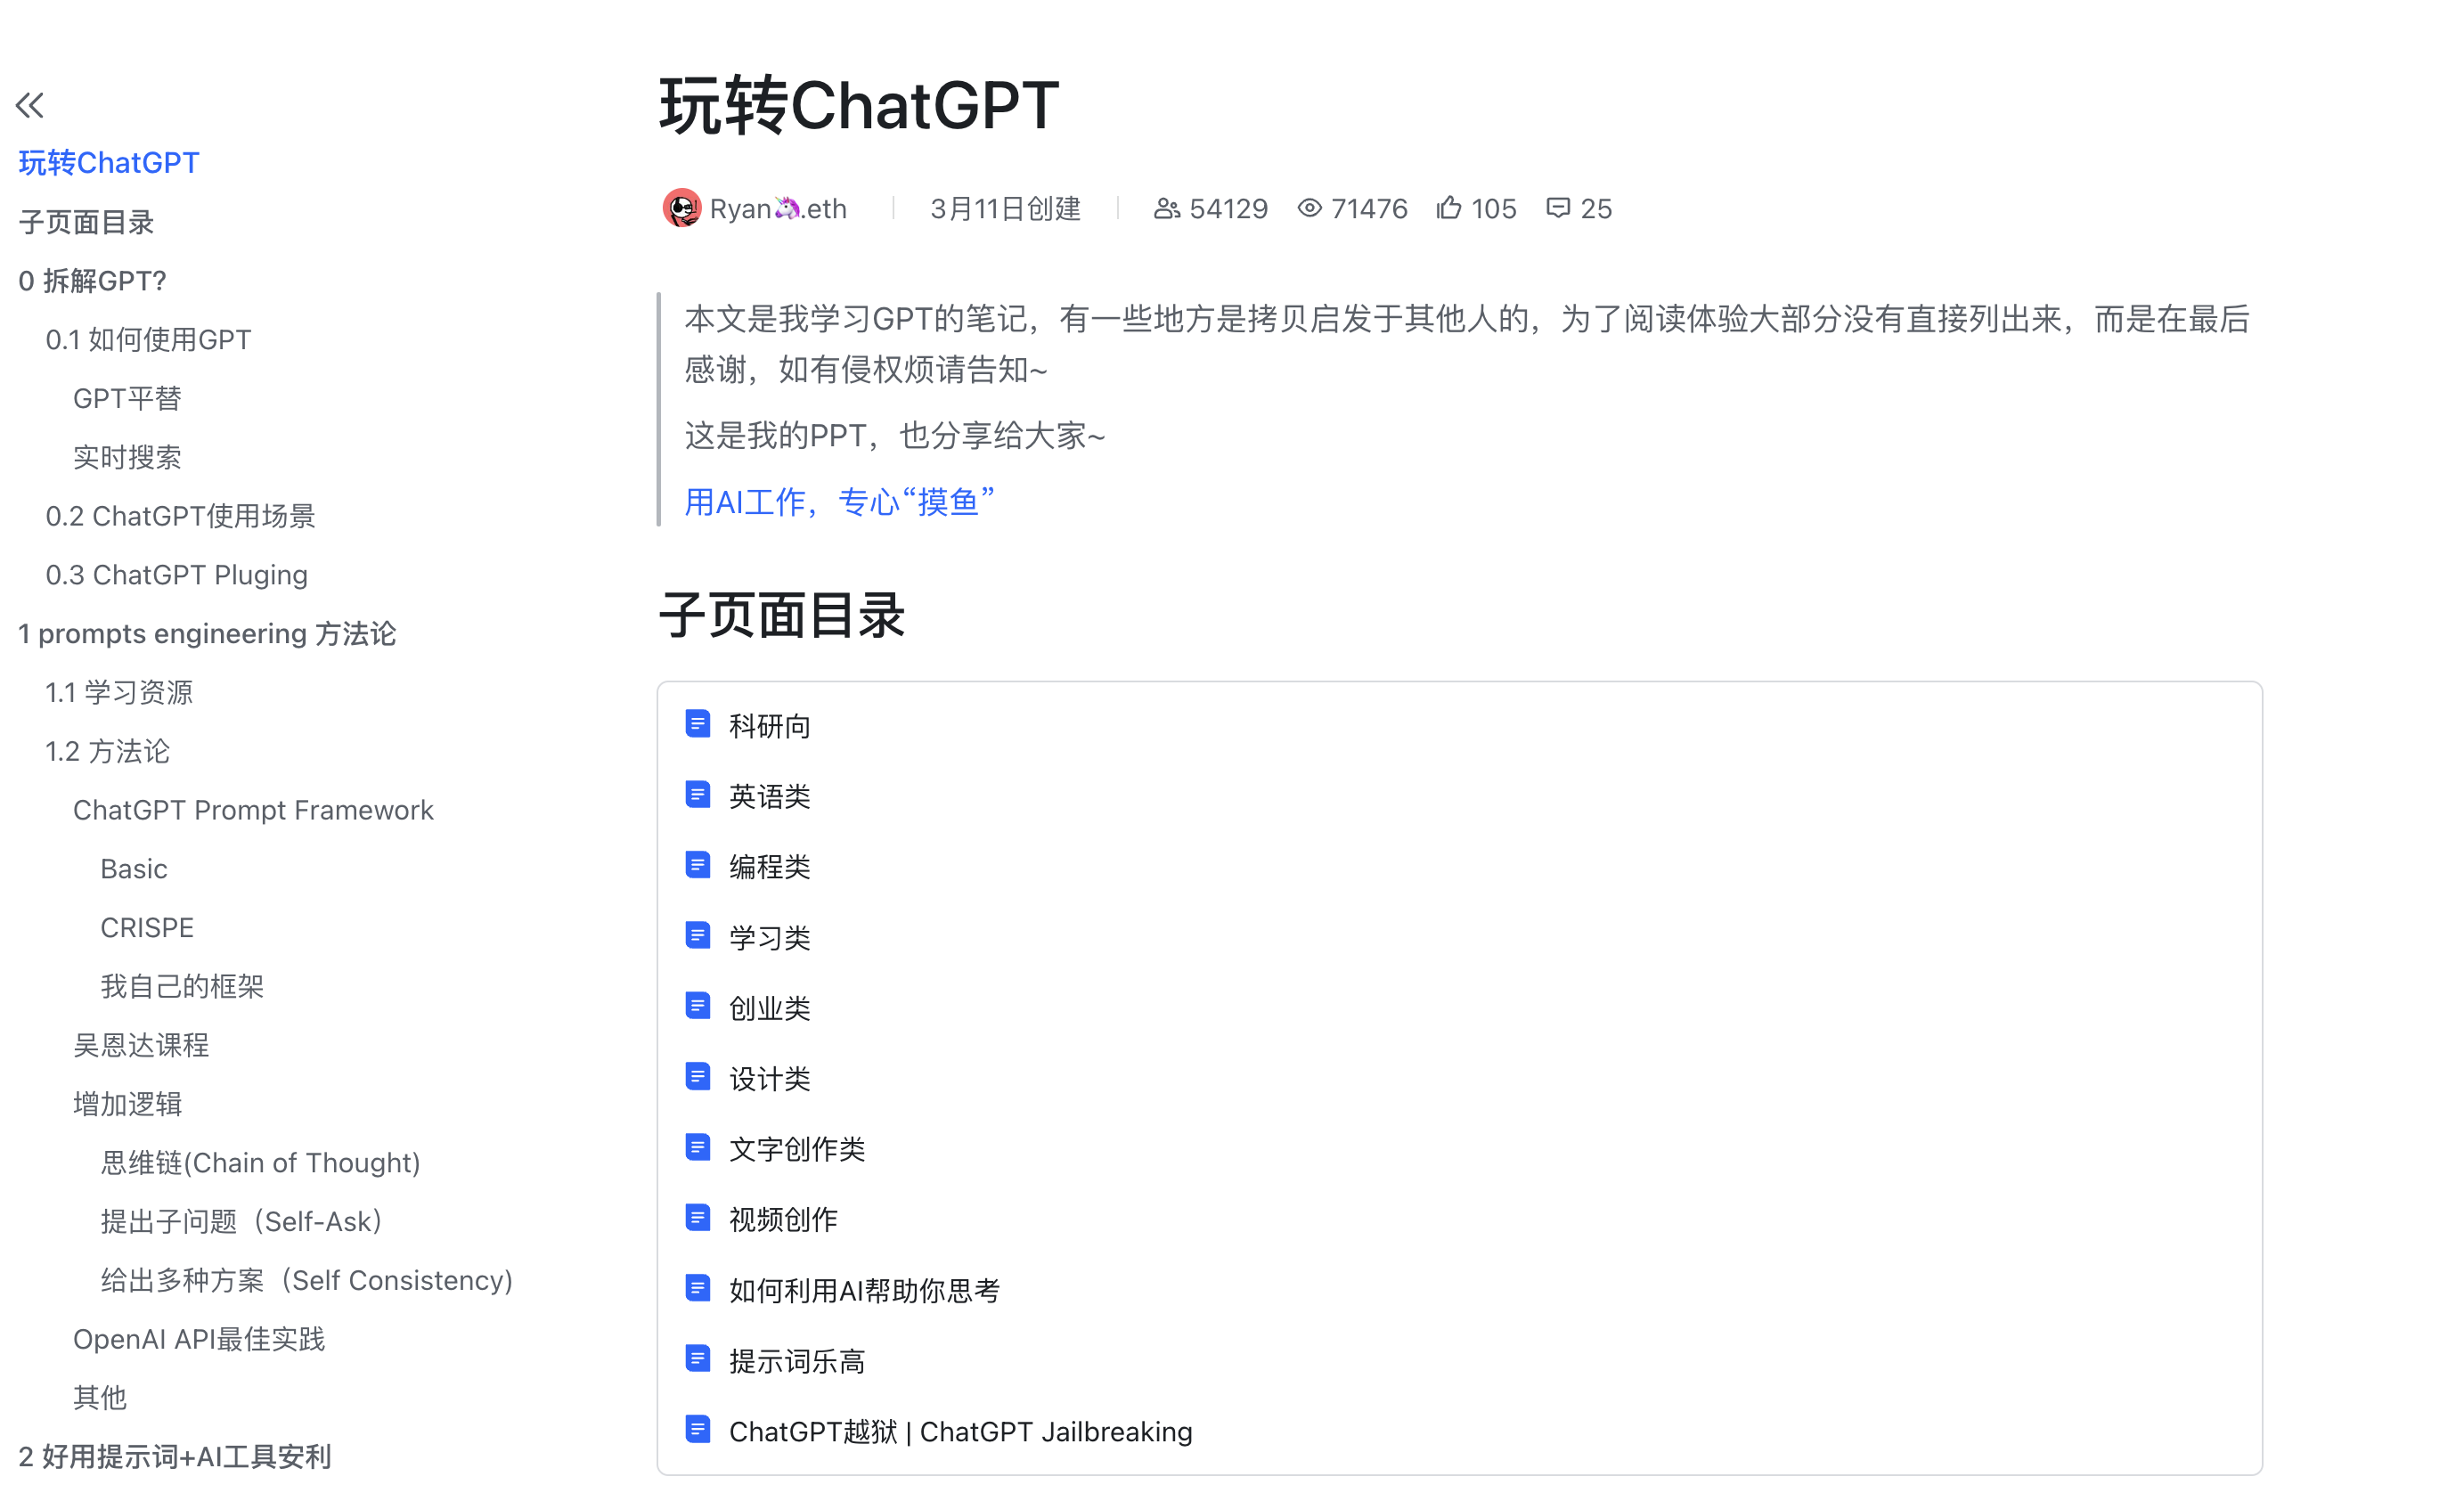 玩转ChatGPT
子页面目录
0 拆解GPT?
0.1 如何使用GPT
GPT平替
实时搜索
0.2 ChatGPT使用场景
0.3 ChatGPT Pluging
1 prompts engineering 方法论
1.1 学习资源
1.2 方法论
ChatGPT Prompt Framework
Basic
CRISPE
我自己的框架
吴恩达课程
增加逻辑
思维链(Chain of Thought)
提出子问题（Self-Ask）
给出多种方案（Self Consistency)
OpenAI API最佳实践
其他
2 好用提示词+AI工具安利
玩转ChatGPT
Ryan🦄.eth 3月11日创建 54129 71476 105 25
本文是我学习GPT的笔记，有一些地方是拷贝启发于其他人的，为了阅读体验大部分没有直接列出来，而是在最后
感谢，如有侵权烦请告知~
这是我的PPT，也分享给大家~
用AI工作，专心“摸鱼”
子页面目录
科研向
英语类
编程类
学习类
创业类
设计类
文字创作类
视频创作
如何利用AI帮助你思考
提示词乐高
ChatGPT越狱 | ChatGPT Jailbreaking